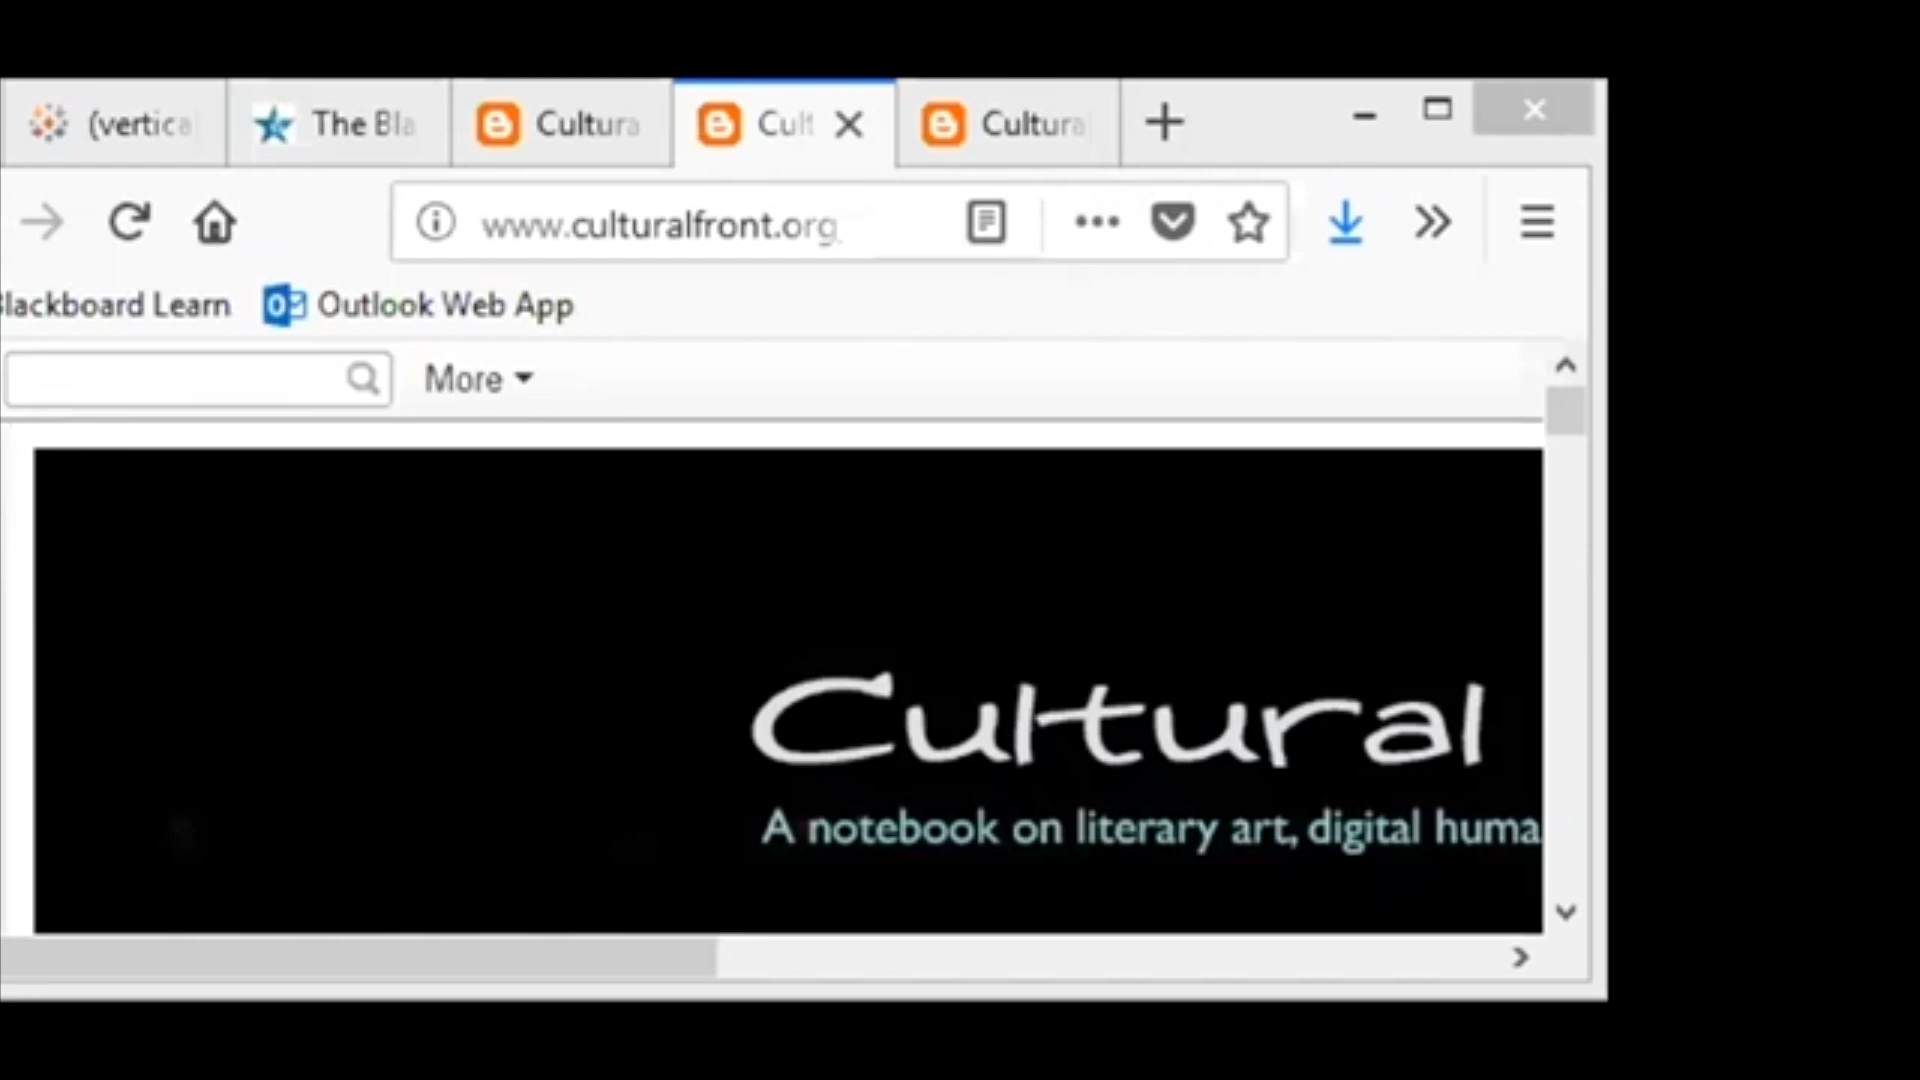 (vertica
The Bla
Cultura
Cult
Cultura
www.culturalfront.org
Blackboard Learn
Outlook Web App
More
Cultural
A notebook on literary art, digital huma